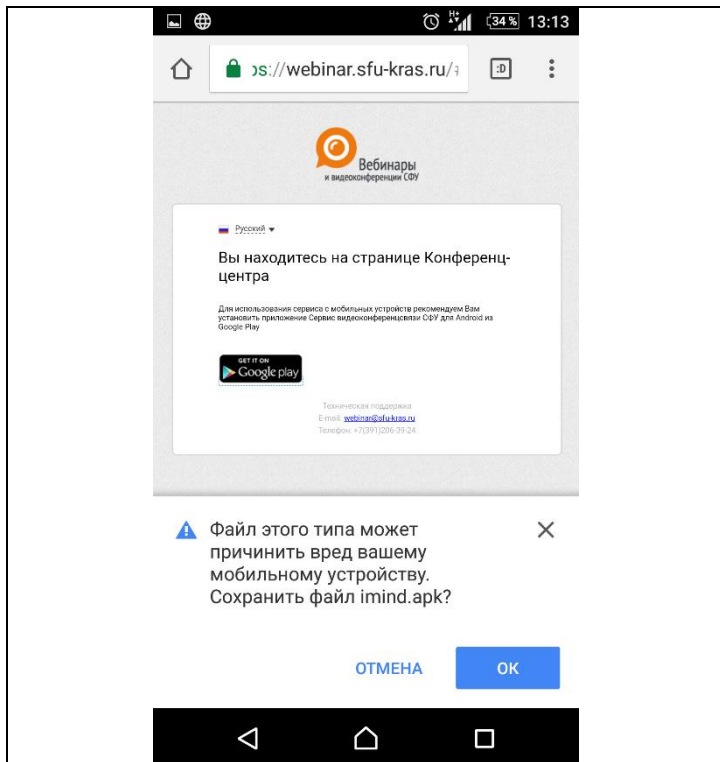 H+
34 %
13:13
ps://webinar.sfu-kras.ru/
:D
Вебинары
и видеоконференции СФУ
Русский
Вы находитесь на странице Конференц-
центра
Для использования сервиса с мобильных устройств рекомендуем Вам
установить приложение Сервис видеоконференцсвязи СФУ для Android из
Google Play
GET IT ON
Google play
Техническая поддержка
E-mail: webinar@sfu-kras.ru
Телефон: +7(391)206-39-24
Файл этого типа может
причинить вред вашему
мобильному устройству.
Сохранить файл imind.apk?
ОТМЕНА
ОК